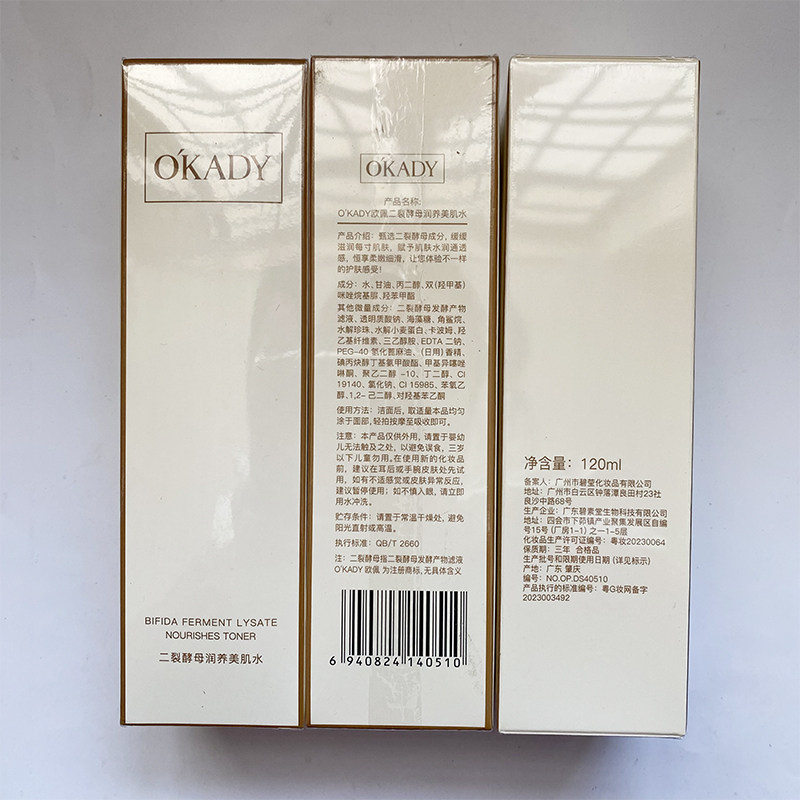 O'KADY
BIFIDA FERMENT LYSATE
NOURISHES TONER
二裂酵母润养美肌水
O'KADY
产品名称:
O'KADY欧佩二裂酵母润养美肌水
产品介绍: 甄选二裂酵母成分, 缓缓
滋润每寸肌肤, 赋予肌肤水润通透
感, 恒享柔嫩细滑, 让您体验不一样
的护肤感受!
成分: 水、甘油、丙二醇、双(羟甲基)
咪唑烷基脲、羟苯甲酯
其他微量成分: 二裂酵母发酵产物
滤液、透明质酸钠、海藻糖、角鲨烷、
水解珍珠、水解小麦蛋白、卡波姆、羟
乙基纤维素、三乙醇胺、EDTA 二钠、
PEG-40 氢化蓖麻油、(日用)香精、
碘丙炔醇丁基氨甲酸酯、甲基异噻唑
啉酮、聚乙二醇 -10、丁二醇、CI
19140、氯化钠、CI 15985、苯氧乙
醇、1,2- 己二醇、对羟基苯乙酮
使用方法: 洁面后, 取适量本品均匀
涂于面部, 轻拍按摩至吸收即可。
注意: 本产品仅供外用, 请置于婴幼
儿无法触及之处, 以避免误食, 三岁
以下儿童勿用。在使用新的化妆品
前, 建议在耳后或手腕皮肤处先试
用, 如有不适感觉或皮肤异常反应,
建议暂停使用; 如不慎入眼, 请立即
用水冲洗。
贮存条件: 请置于常温干燥处, 避免
阳光直射或高温。
执行标准: QB/T 2660
注: 二裂酵母指二裂酵母发酵产物滤液
O'KADY 欧佩 为注册商标, 无具体含义
6 940824 140510
净含量: 120ml
备案人: 广州市碧莹化妆品有限公司
地址: 广州市白云区钟落潭良田村23社
良沙中路68号
生产企业: 广东碧素堂生物科技有限公司
地址: 四会市下茆镇产业聚集发展区自编
号15号 (厂房1-1) 之一1-5层
化妆品生产许可证编号: 粤妆20230064
保质期: 三年 合格品
生产批号和限期使用日期 (详见标示)
产地: 广东 肇庆
编号: NO.OP.DS40510
产品执行的标准编号: 粤G妆网备字
2023003492